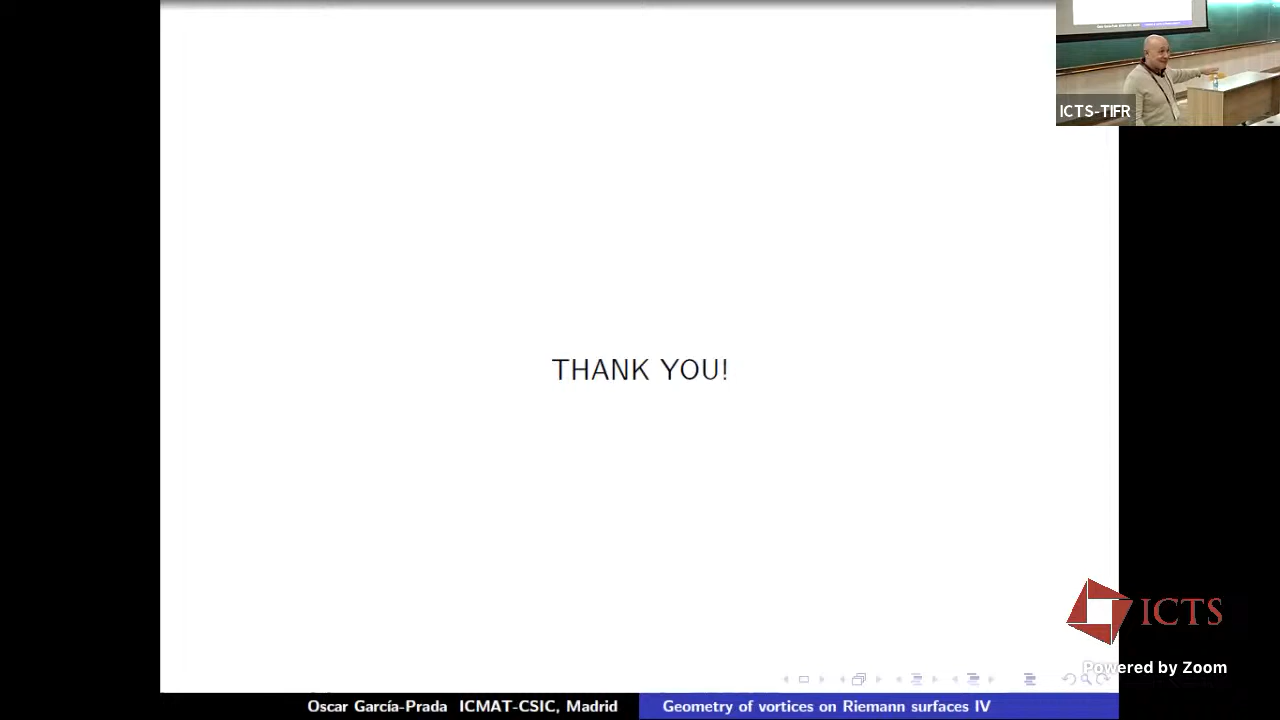 ICTS-TIFR
THANK YOU!
ICTS
Powered by Zoom
Oscar García-Prada ICMAT-CSIC, Madrid
Geometry of vortices on Riemann surfaces IV